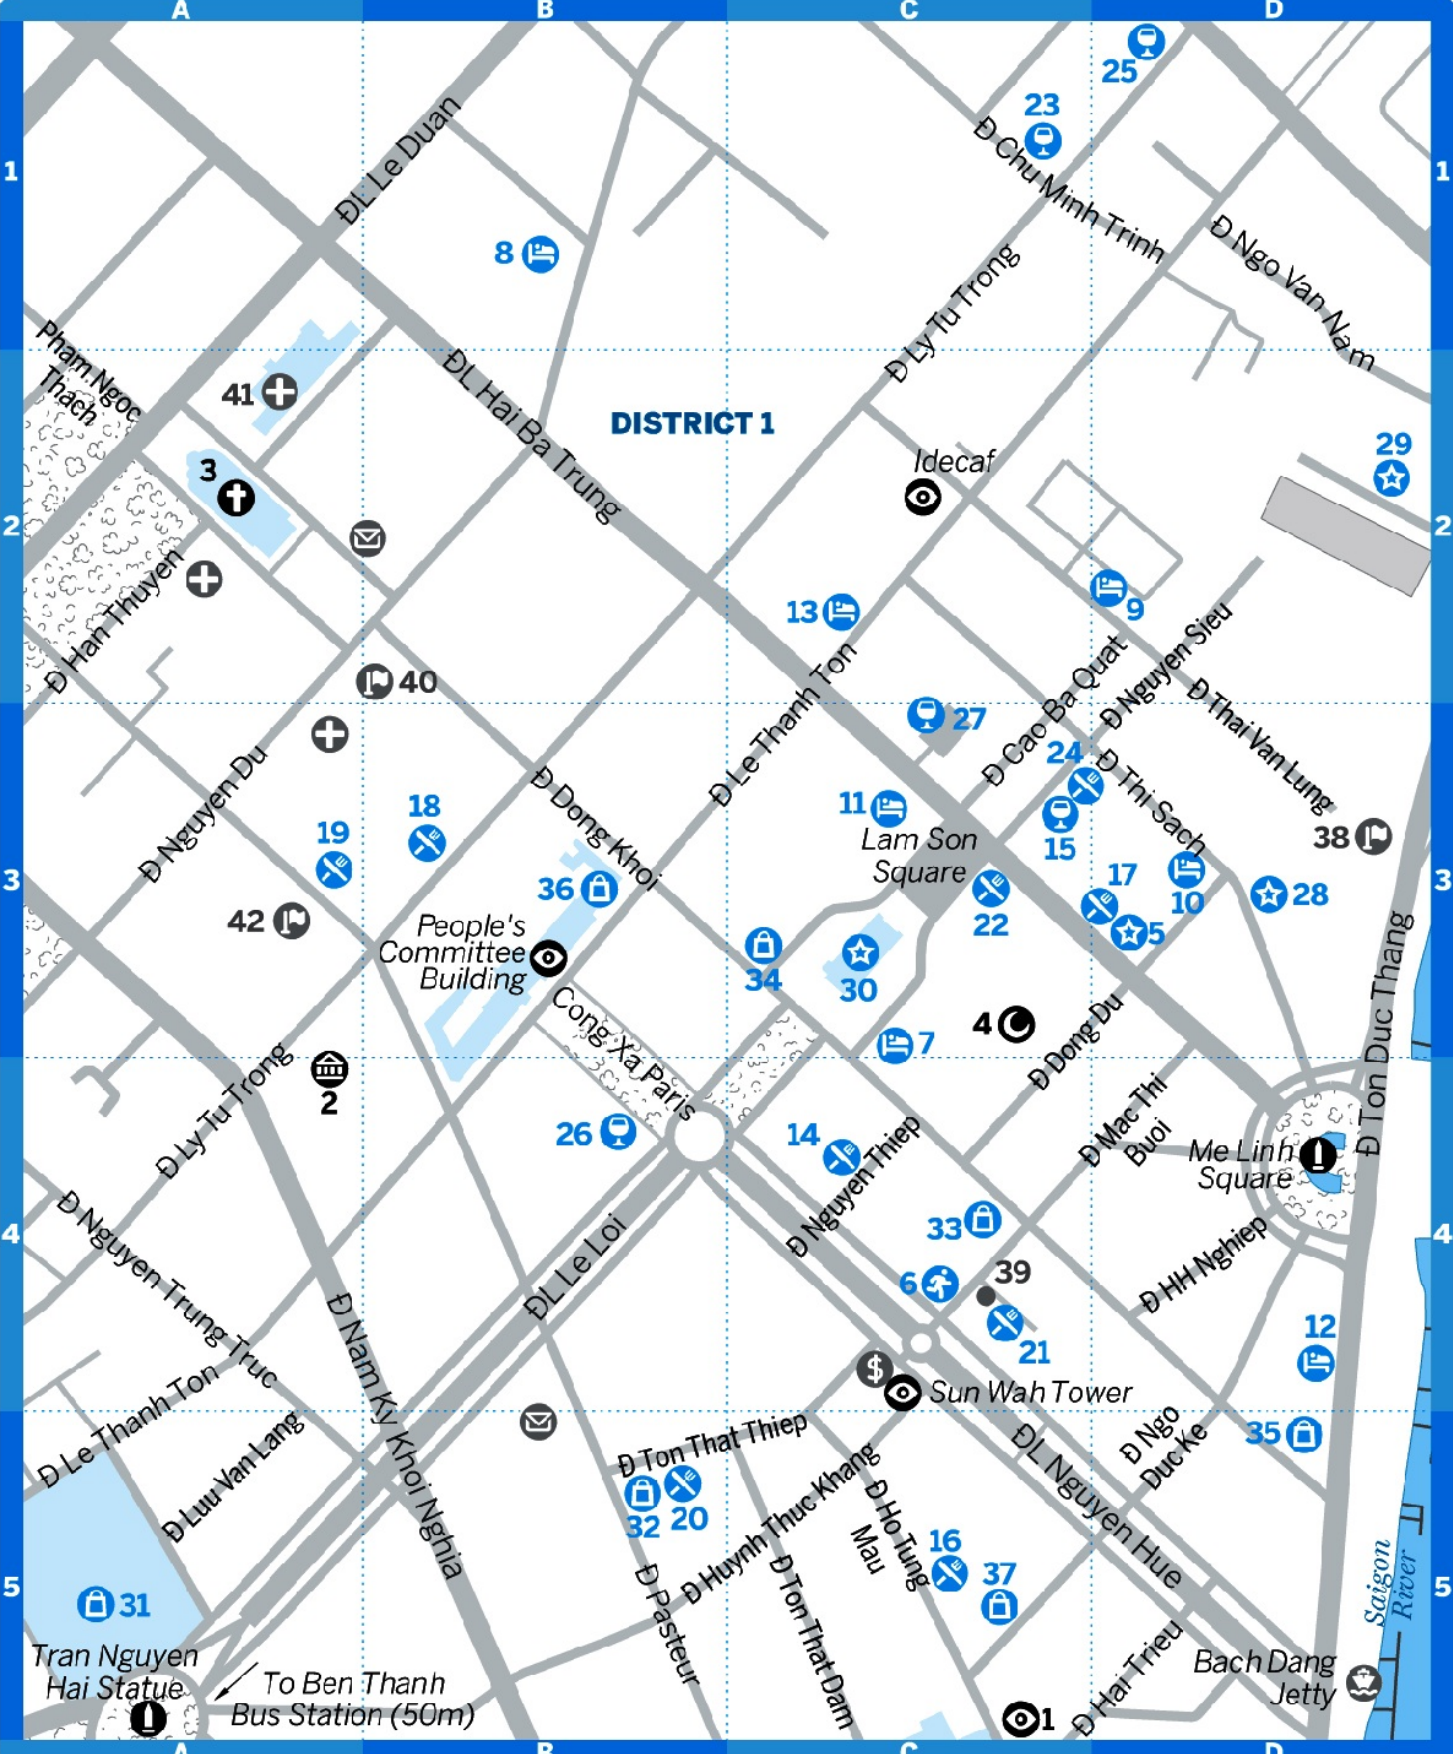 A
B
C
D
1
1
25
23
ĐL Le Duan
Đ Chu Minh Trinh
8
Đ Ngo Van Nam
Đ Ly Tu Trong
Pham Ngoc
Thach
41
ĐL Hai Ba Trung
DISTRICT 1
29
Idecaf
3
2
2
Đ Han Thuyen
9
13
40
Đ Cao Ba Quat
Đ Nguyen Sieu
Đ Thai Van Lung
27
Đ Le Thanh Ton
24
Đ Thi Sach
Đ Nguyen Du
Đ Dong Khoi
18
19
11
Lam Son
Square
15
38
3
3
36
17
10
28
42
22
5
People's
Committee
Building
34
30
Cong Xa Paris
4
7
Đ Dong Du
Đ Ton Duc Thang
Đ Ly Tu Trong
2
26
14
Đ Mac Thi
Buoi
Me Linh
Square
Đ Nguyen Thiep
Đ Nguyen Trung Truc
33
4
4
ĐL Le Loi
Đ HH Nghiep
6
39
Đ Nam Ky Khoi Nghia
12
21
Sun Wah Tower
Đ Le Thanh Ton
Đ Luu Van Lang
Đ Ton That Thiep
Đ Ngo
Duc Ke
35
ĐL Nguyen Hue
32
20
Đ Huynh Thuc Khang
Đ Ho Tung
Mau
16
37
Saigon
River
5
5
31
Đ Pasteur
Đ Ton That Dam
Tran Nguyen
Hai Statue
To Ben Thanh
Bus Station (50m)
Đ Hai Trieu
Bach Dang
Jetty
1
$
A
B
C
D